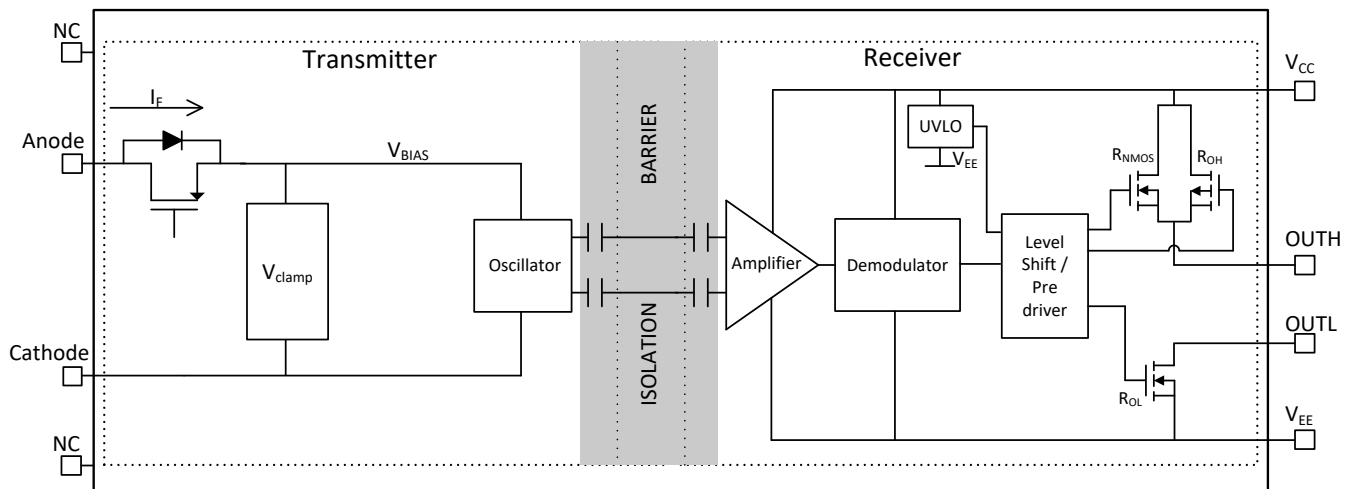 NC
Transmitter
Receiver
VCC
IF
BARRIER
UVLO
Anode
VBIAS
VEE
RNMOS
ROH
Vclamp
Oscillator
Amplifier
Demodulator
Level
Shift /
Pre
driver
OUTH
ISOLATION
OUTL
Cathode
ROL
VEE
NC